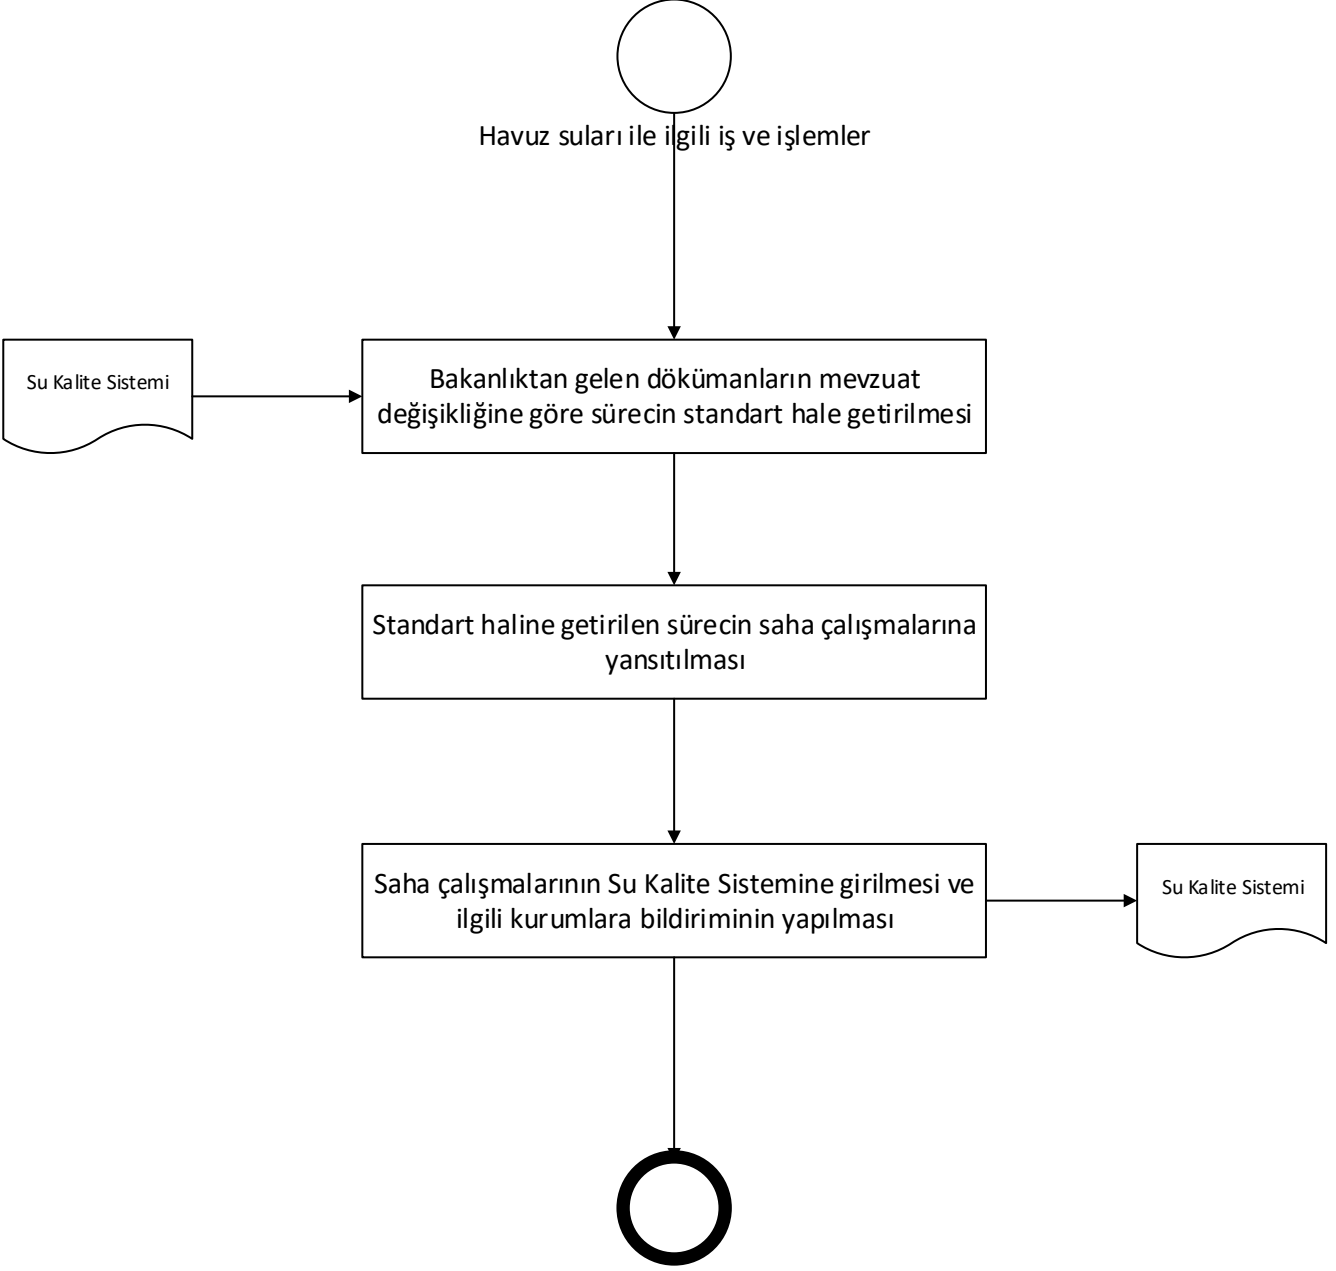 Havuz suları ile ilgili iş ve işlemler
Su Kalite Sistemi
Bakanlıktan gelen dökümanların mevzuat
değişikliğine göre sürecin standart hale getirilmesi
Standart haline getirilen sürecin saha çalışmalarına
yansıtılması
Saha çalışmalarının Su Kalite Sistemine girilmesi ve
ilgili kurumlara bildiriminin yapılması
Su Kalite Sistemi